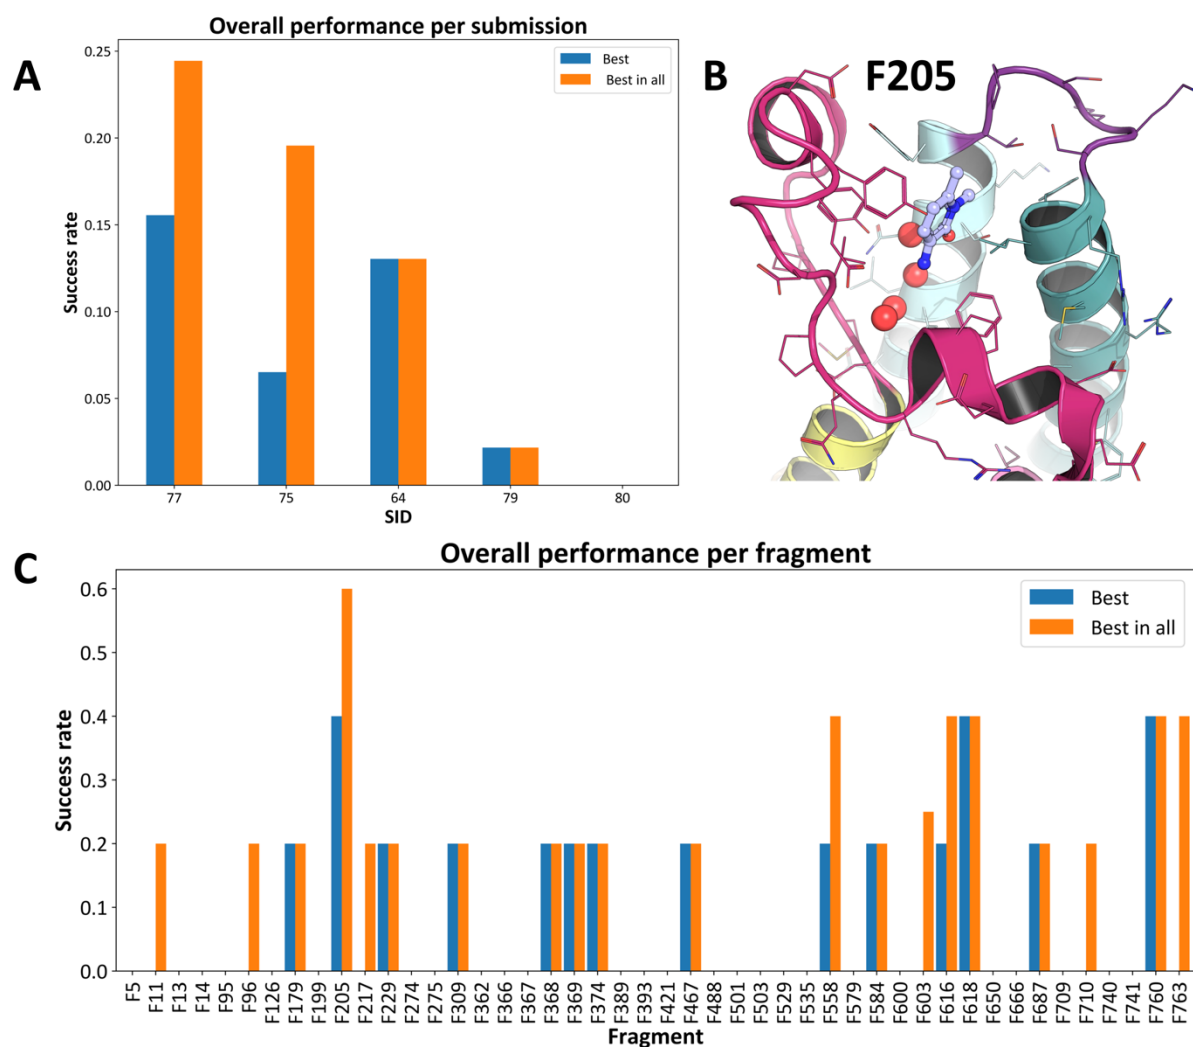 A
Overall performance per submission
Best
Best in all
Success rate
0.25
0.20
0.15
0.10
0.05
0.00
77 75 64 79 80
SID
B
F205
C
Overall performance per fragment
Best
Best in all
Success rate
0.6
0.5
0.4
0.3
0.2
0.1
0.0
F5 F11 F13 F14 F95 F96 F126 F179 F199 F205 F217 F229 F274 F275 F309 F362 F366 F367 F368 F369 F374 F389 F393 F421 F467 F488 F501 F503 F529 F535 F558 F579 F584 F600 F603 F616 F618 F650 F666 F687 F709 F710 F740 F741 F760 F763
Fragment